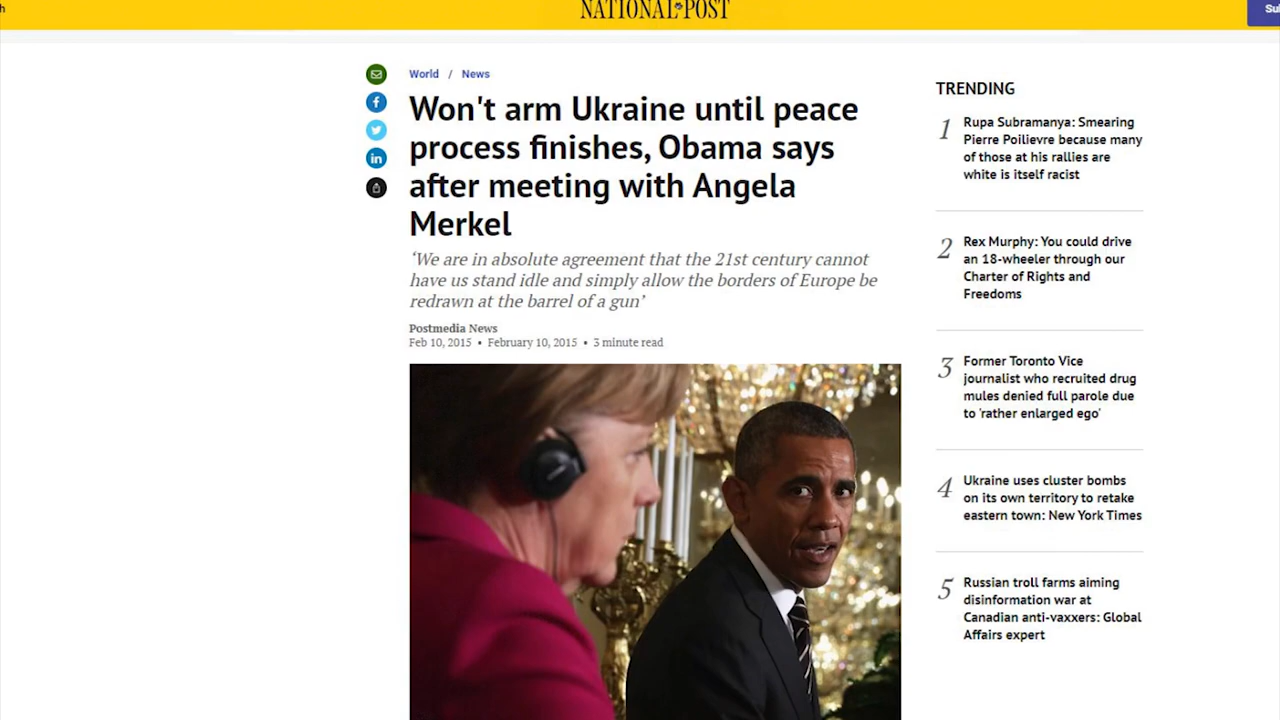 h
NATIONAL POST
Su
World / News
Won't arm Ukraine until peace
process finishes, Obama says
after meeting with Angela
Merkel
‘We are in absolute agreement that the 21st century cannot
have us stand idle and simply allow the borders of Europe be
redrawn at the barrel of a gun’
Postmedia News
Feb 10, 2015 • February 10, 2015 • 3 minute read
TRENDING
1 Rupa Subramanya: Smearing
Pierre Poilievre because many
of those at his rallies are
white is itself racist
2 Rex Murphy: You could drive
an 18-wheeler through our
Charter of Rights and
Freedoms
3 Former Toronto Vice
journalist who recruited drug
mules denied full parole due
to 'rather enlarged ego'
4 Ukraine uses cluster bombs
on its own territory to retake
eastern town: New York Times
5 Russian troll farms aiming
disinformation war at
Canadian anti-vaxxers: Global
Affairs expert